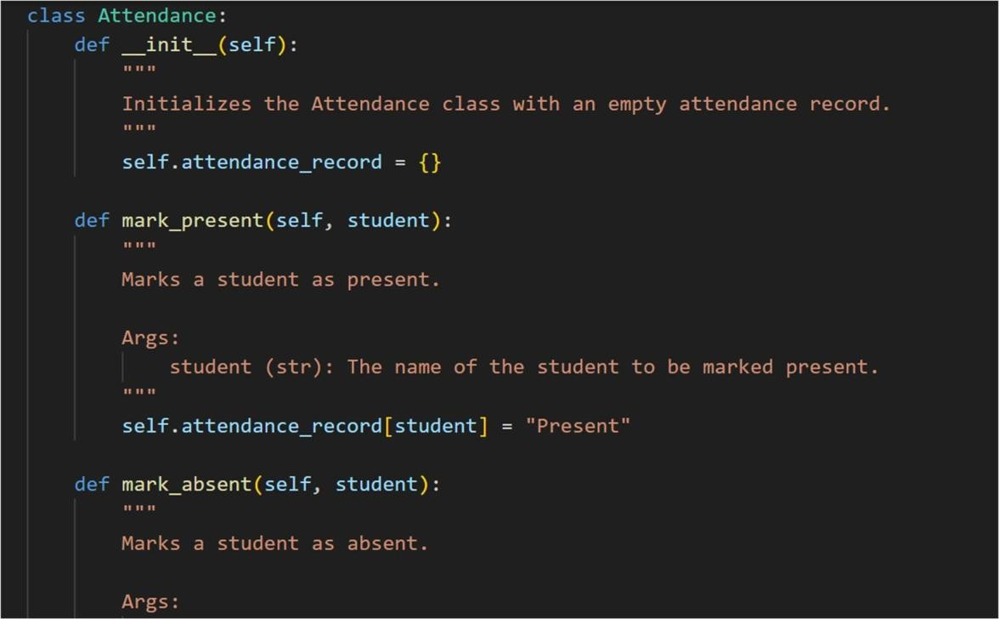 class Attendance:
    def __init__(self):
        """
        Initializes the Attendance class with an empty attendance record.
        """
        self.attendance_record = {}

    def mark_present(self, student):
        """
        Marks a student as present.

        Args:
            student (str): The name of the student to be marked present.
        """
        self.attendance_record[student] = "Present"

    def mark_absent(self, student):
        """
        Marks a student as absent.

        Args: